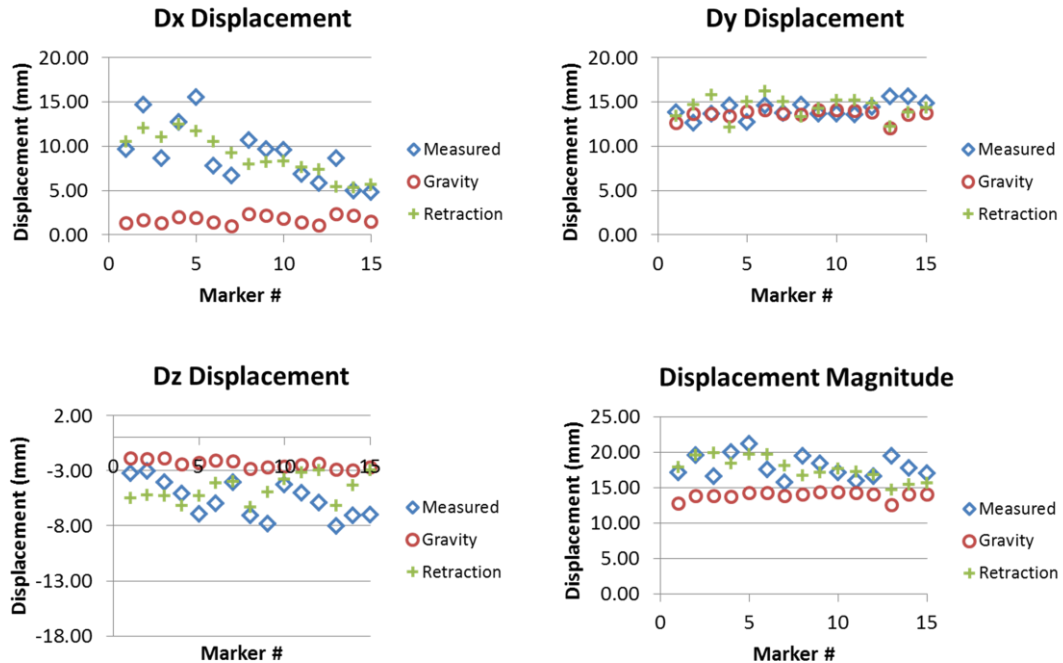 Dx Displacement
Displacement (mm)
20.00
15.00
10.00
5.00
0.00
0 5 10 15
Marker #
Measured
Gravity
Retraction
Dy Displacement
Displacement (mm)
20.00
15.00
10.00
5.00
0.00
0 5 10 15
Marker #
Measured
Gravity
Retraction
Dz Displacement
Displacement (mm)
2.00
-3.00
-8.00
-13.00
-18.00
0 5 10 15
Marker #
Measured
Gravity
Retraction
Displacement Magnitude
Displacement (mm)
25.00
20.00
15.00
10.00
5.00
0.00
0 5 10 15
Marker #
Measured
Gravity
Retraction